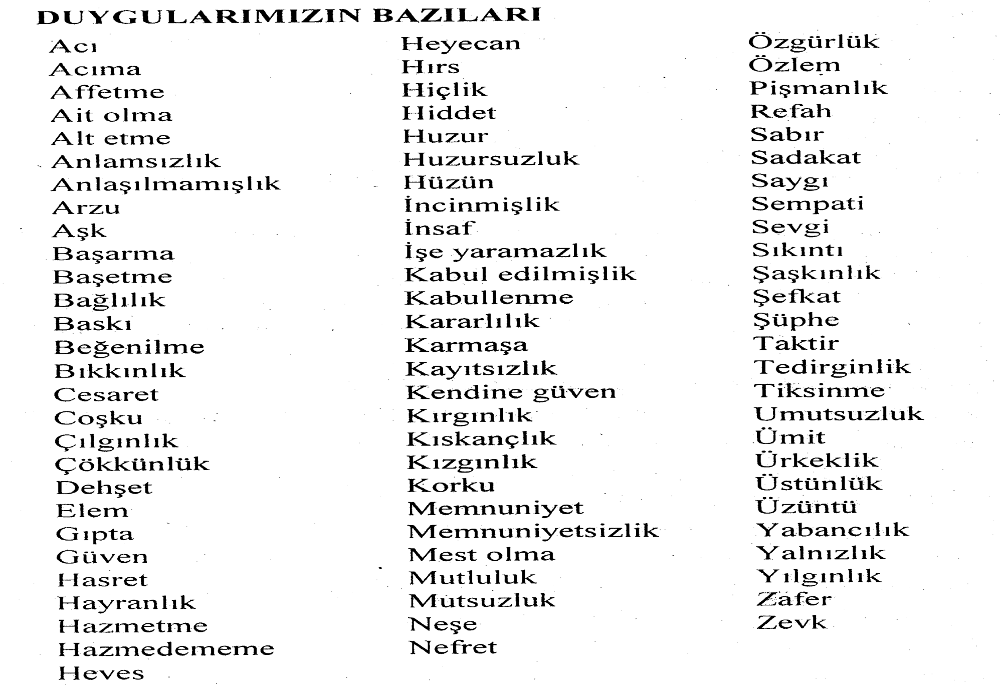 DUYGULARIMIZIN BAZILARI
Acı
Acıma
Affetme
Ait olma
Alt etme
Anlamsızlık
Anlaşılmamışlık
Arzu
Aşk
Başarma
Başetme
Bağlılık
Baskı
Beğenilme
Bıkkınlık
Cesaret
Coşku
Çılgınlık
Çökkünlük
Dehşet
Elem
Gıpta
Güven
Hasret
Hayranlık
Hazmetme
Hazmedememe
Heves
Heyecan
Hırs
Hiçlik
Hiddet
Huzur
Huzursuzluk
Hüzün
İncinmişlik
İnsaf
İşe yaramazlık
Kabul edilmişlik
Kabullenme
Kararlılık
Karmaşa
Kayıtsızlık
Kendine güven
Kırgınlık
Kıskançlık
Kızgınlık
Korku
Memnuniyet
Memnuniyetsizlik
Mest olma
Mutluluk
Mutsuzluk
Neşe
Nefret
Özgürlük
Özlem
Pişmanlık
Refah
Sabır
Sadakat
Saygı
Sempati
Sevgi
Sıkıntı
Şaşkınlık
Şefkat
Şüphe
Taktir
Tedirginlik
Tiksinme
Umutsuzluk
Ümit
Ürkeklik
Üstünlük
Üzüntü
Yabancılık
Yalnızlık
Yılgınlık
Zafer
Zevk